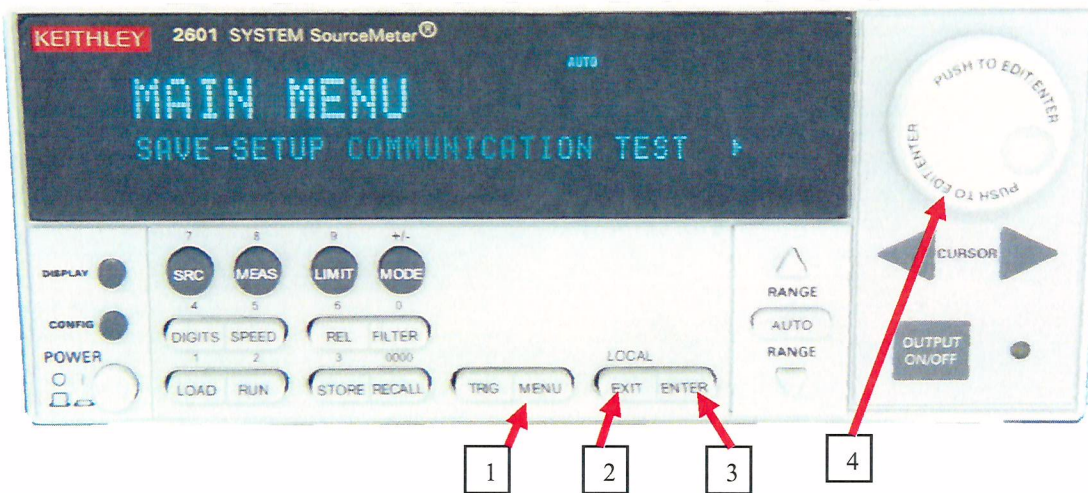 KEITHLEY 2601 SYSTEM SourceMeter®
AUTO
MAIN MENU
SAVE-SETUP COMMUNICATION TEST
PUSH TO EDIT/ENTER
PUSH TO EDIT/ENTER
CURSOR
OUTPUT
ON/OFF
DISPLAY
CONFIG
POWER
O I
7 8 9 +/-
SRC MEAS LIMIT MODE
4 5 6 0
DIGITS SPEED REL FILTER
1 2 3 0000
LOAD RUN STORE RECALL TRIG MENU
LOCAL
EXIT ENTER
RANGE
AUTO
RANGE
1
2
3
4